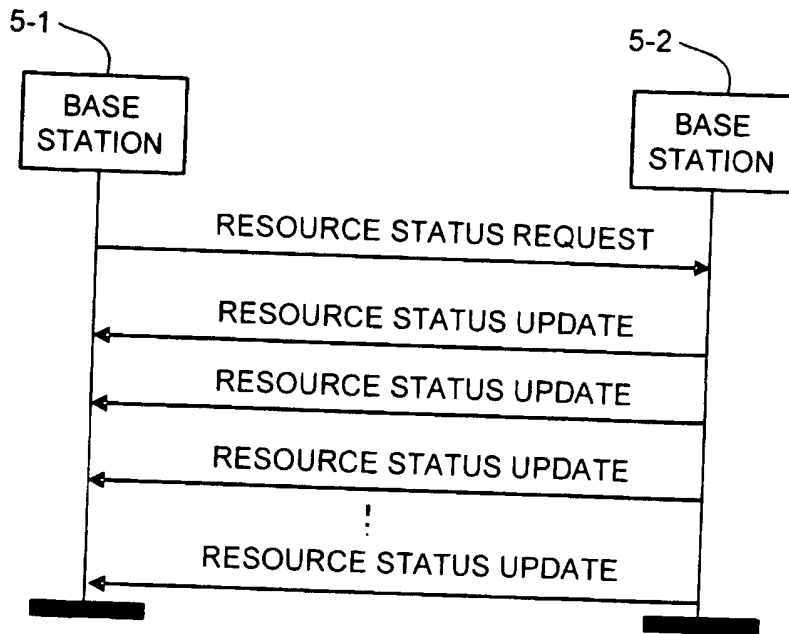 5-1
5-2
BASE
STATION
BASE
STATION
RESOURCE STATUS REQUEST
RESOURCE STATUS UPDATE
RESOURCE STATUS UPDATE
RESOURCE STATUS UPDATE
RESOURCE STATUS UPDATE